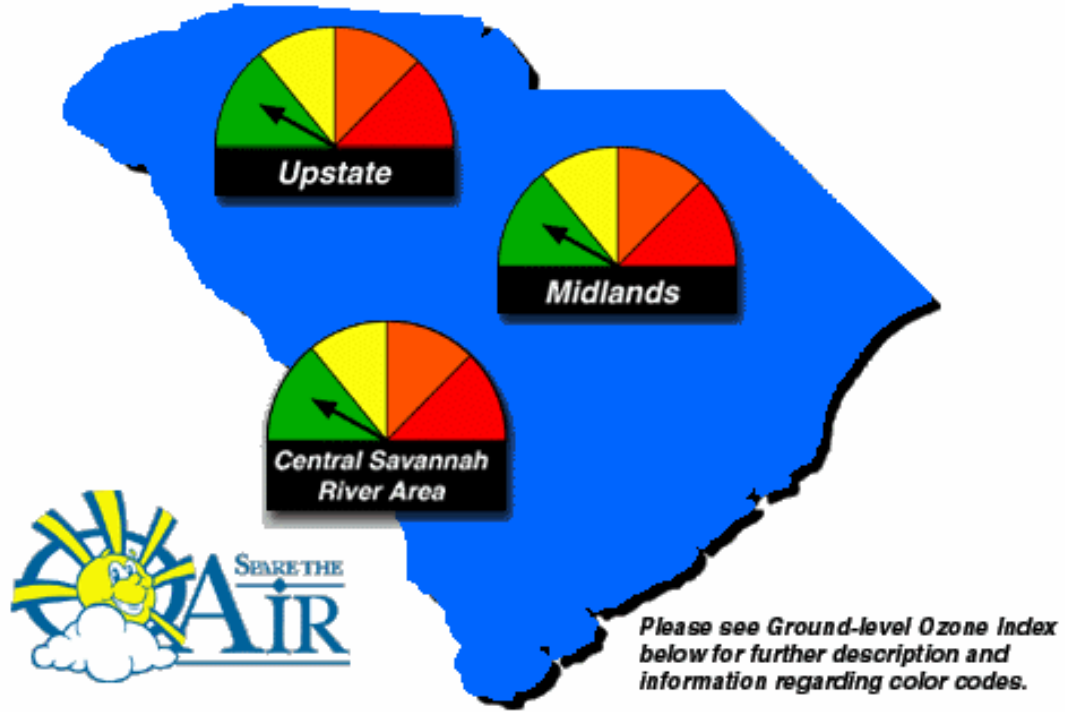 Upstate
Midlands
Central Savannah
River Area
SPARE THE
AIR
Please see Ground-level Ozone Index
below for further description and
information regarding color codes.